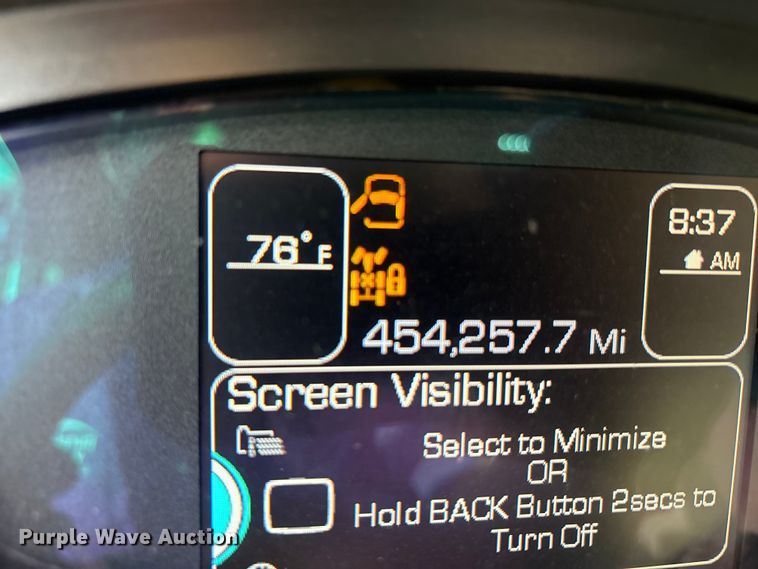 76° F
8:37
AM
454,257.7 Mi
Screen Visibility:
Select to Minimize
OR
Hold BACK Button 2secs to
Turn Off
Purple Wave Auction